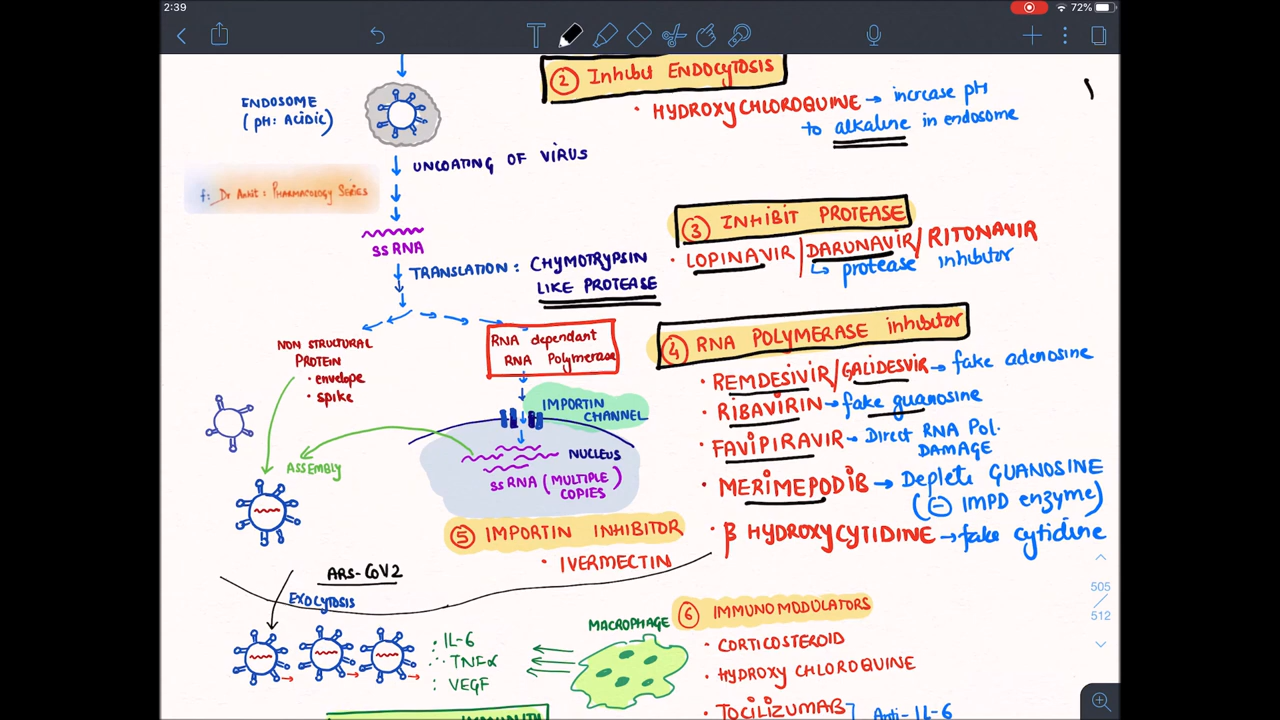 2:39
72%
T
② Inhibit ENDOCYTOSIS
• HYDROXY CHLOROQUINE → increase pH
to alkaline in endosome
ENDOSOME
(pH: ACIDIC)
UNCOATING OF VIRUS
f: Dr Ankit: PHARMACOLOGY SERIES
ssRNA
TRANSLATION: CHYMOTRYPSIN
LIKE PROTEASE
③ INHIBIT PROTEASE
• LOPINAVIR / DARUNAVIR / RITONAVIR
↳ protease inhibitor
NON STRUCTURAL
PROTEIN
• envelope
• spike
RNA dependant
RNA Polymerase
④ RNA POLYMERASE inhibitor
• REMDESIVIR/GALIDESVIR → fake adenosine
• RIBAVIRIN → fake guanosine
• FAVIPIRAVIR → Direct RNA Pol.
DAMAGE
• MERIMEPODIB → Deplete GUANOSINE
(⊖ IMPD enzyme)
• β HYDROXYCYTIDINE → fake cytidine
IMPORTIN
CHANNEL
NUCLEUS
ssRNA (MULTIPLE
COPIES)
ASSEMBLY
⑤ IMPORTIN INHIBITOR
• IVERMECTIN
ARS-CoV2
EXOCYTOSIS
505
512
: IL-6
∴ TNFα
: VEGF
MACROPHAGE
⑥ IMMUNOMODULATORS
• CORTICOSTEROID
• HYDROXY CHLOROQUINE
• TOCILIZUMAB] Anti-IL-6